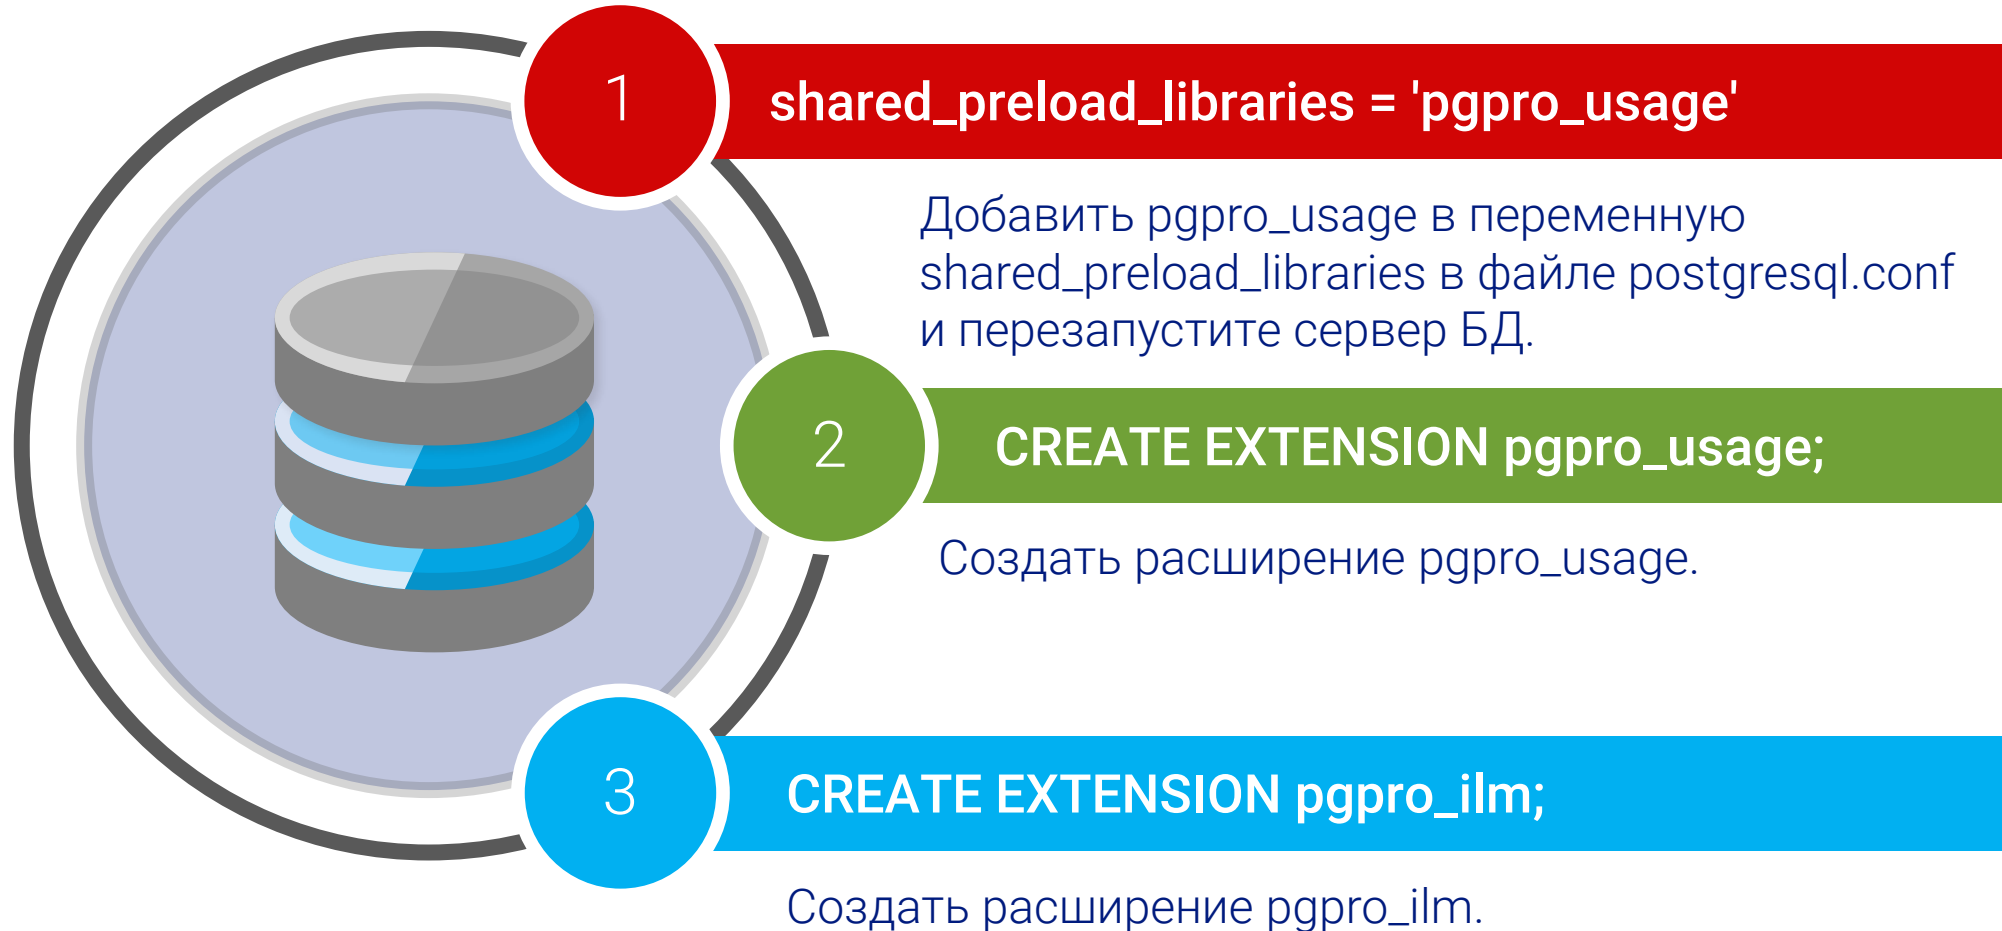 1
shared_preload_libraries = 'pgpro_usage'
Добавить pgpro_usage в переменную
shared_preload_libraries в файле postgresql.conf
и перезапустите сервер БД.
2
CREATE EXTENSION pgpro_usage;
Создать расширение pgpro_usage.
3
CREATE EXTENSION pgpro_ilm;
Создать расширение pgpro_ilm.